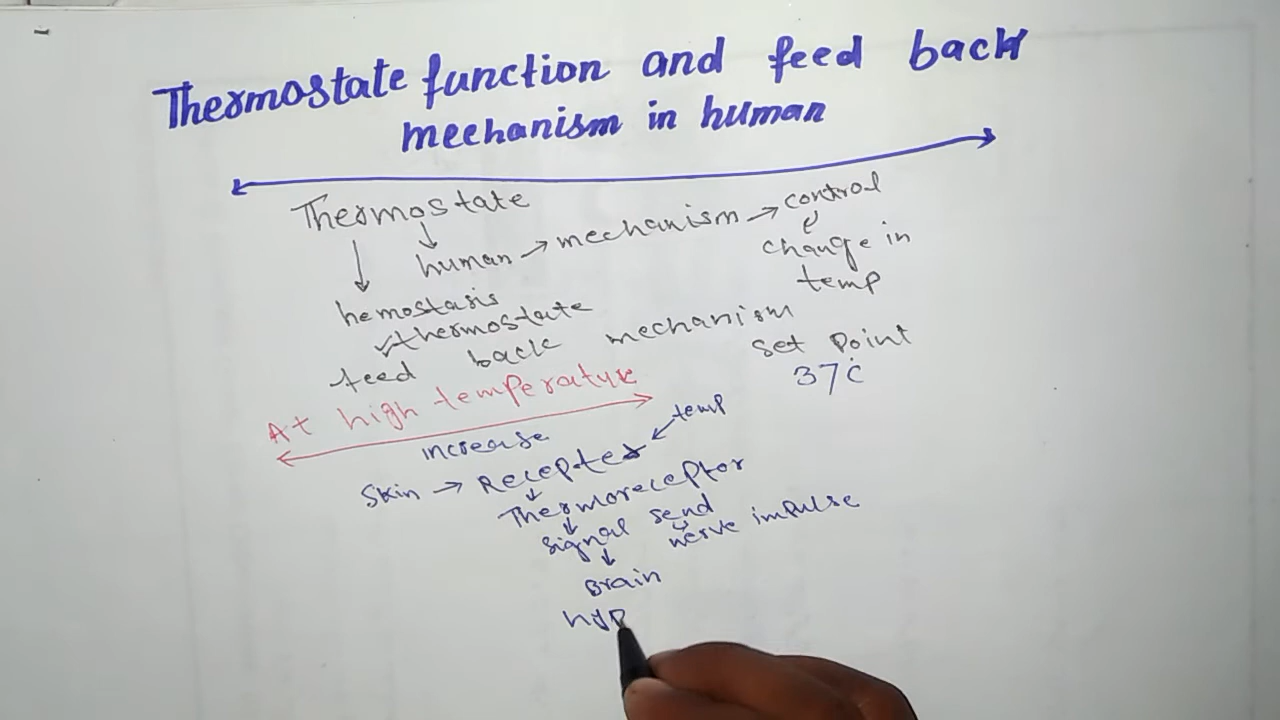 Thermostate function and feed back
mechanism in human
Thermostate
human → mechanism → control
change in
temp
hemostasis
✓thermostate
feed back mechanism
set point
37°C
At high temperature
increase
temp
Skin → Recepter
Thermoreceptor
signal send
nerve impulse
Brain
hyp